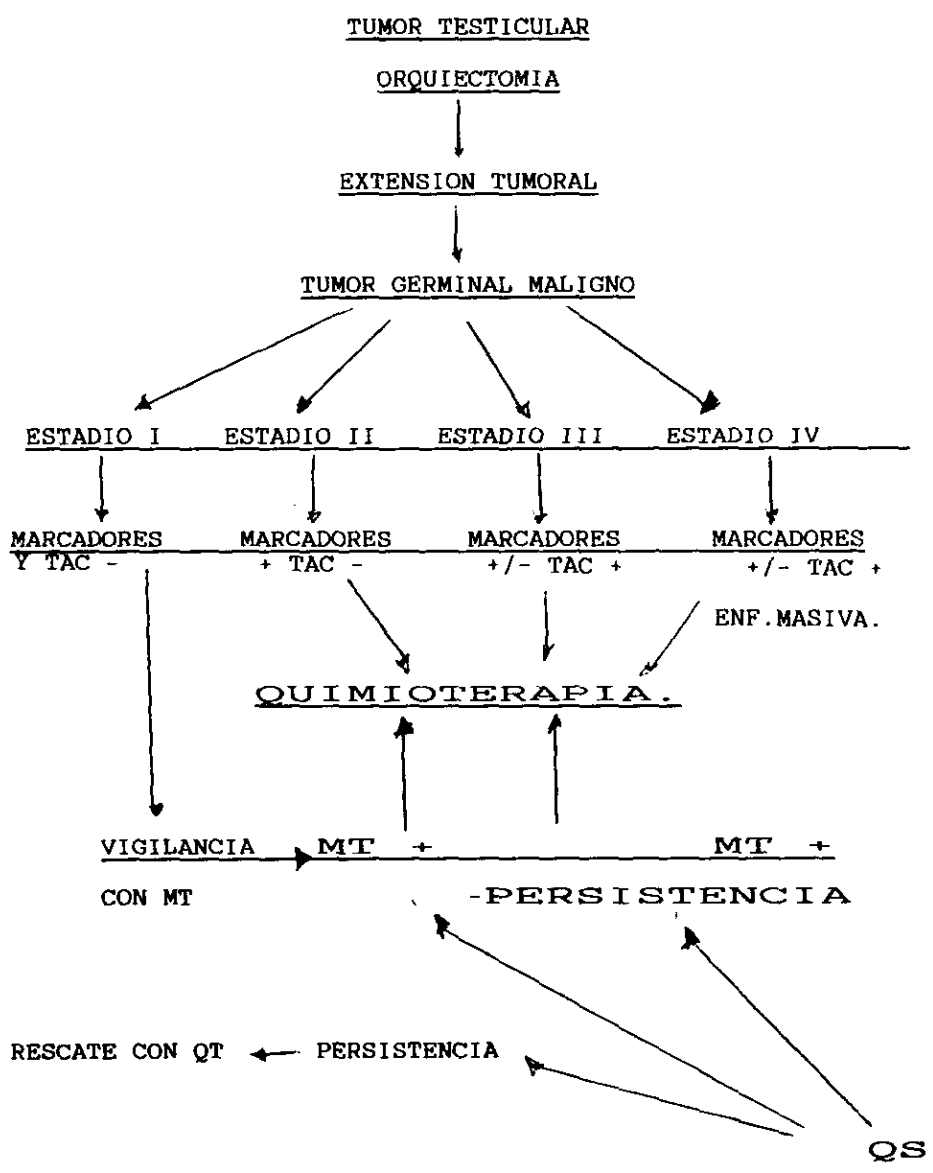 TUMOR TESTICULAR
ORQUIECTOMIA
EXTENSION TUMORAL
TUMOR GERMINAL MALIGNO
ESTADIO I ESTADIO II ESTADIO III ESTADIO IV
MARCADORES MARCADORES MARCADORES MARCADORES
Y TAC - + TAC - +/- TAC + +/- TAC +
ENF.MASIVA.
QUIMIOTERAPIA.
VIGILANCIA MT + MT +
CON MT -PERSISTENCIA
RESCATE CON QT PERSISTENCIA
QS